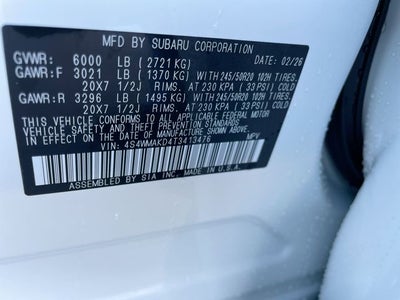 MFD BY SUBARU CORPORATION DATE: 02/26
GVWR: 6000 LB (2721 KG)
GAWR:F 3021 LB (1370 KG) WITH 245/50R20 102H TIRES.
20X7 1/2J RIMS.AT 230 KPA ( 33 PSI) COLD
GAWR:R 3296 LB (1495 KG) WITH 245/50R20 102H TIRES.
20X7 1/2J RIMS.AT 230 KPA ( 33 PSI) COLD
THIS VEHICLE CONFORMS TO ALL APPLICABLE FEDERAL MOTOR
VEHICLE SAFETY STANDARDS IN EFFECT ON THE DATE OF
MANUFACTURE SHOWN ABOVE.
VIN: 4S4WMAKD4T3413476 MPV
ASSEMBLED BY SIA INC. MADE IN U.S.A.